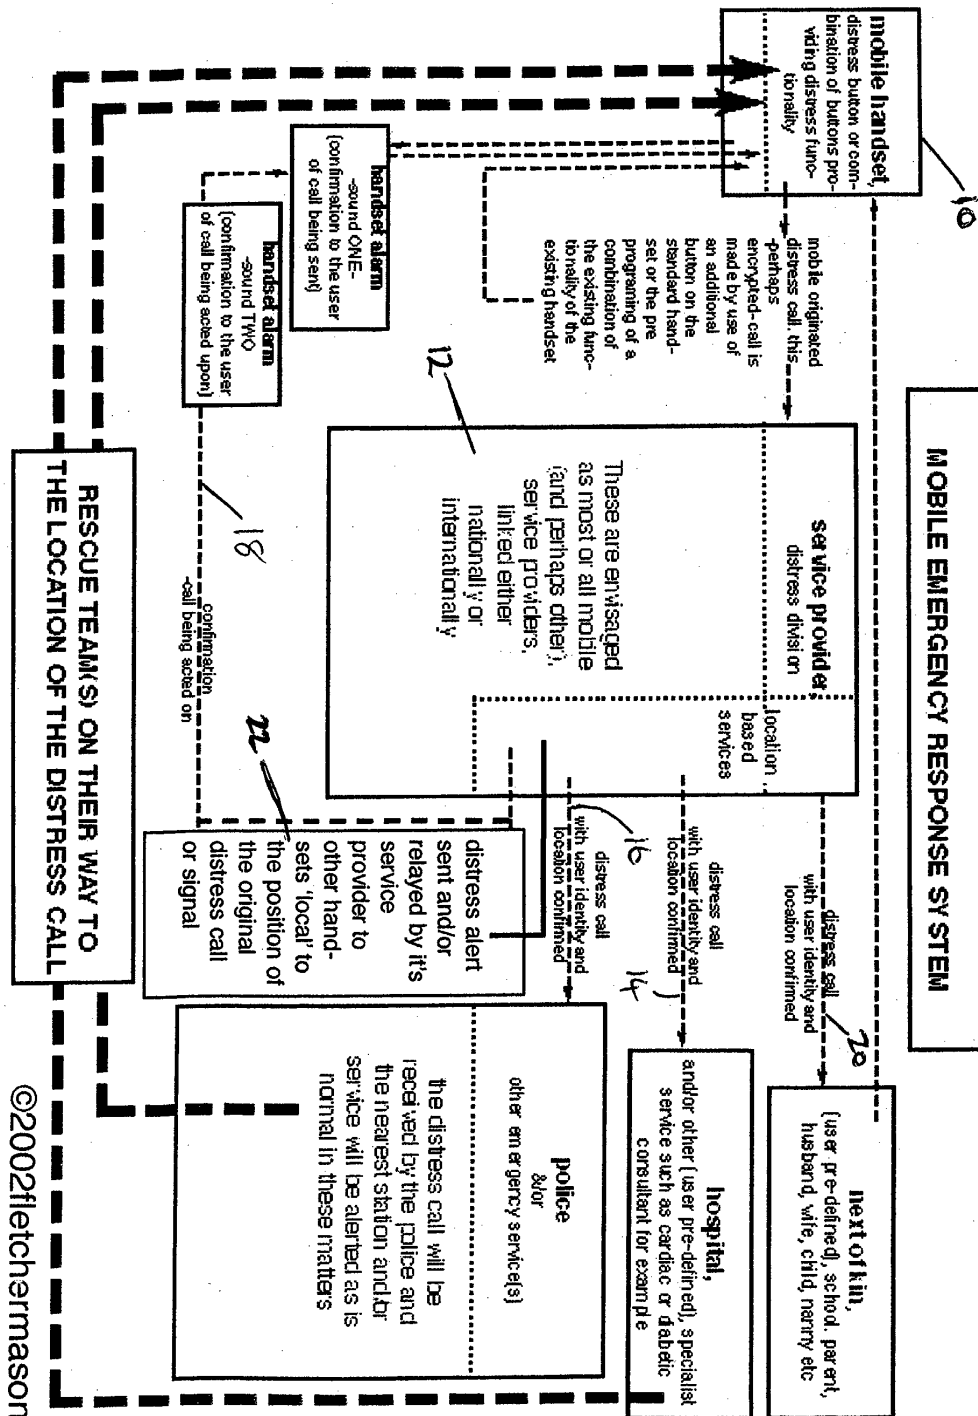 MOBILE EMERGENCY RESPONSE SYSTEM
10
mobile handset,
distress button or com-
bination of buttons pro-
viding distress func-
tionality
mobile originated
distress call, this
-perhaps
encrypted-call is
made by use of
an additional
button on the
standard hand-
set or the pre
programing of a
combination of
the existing func-
tionality of the
existing handset
handset alarm
-sound ONE-
(confirmation to the user
of call being sent)
handset alarm
-sound TWO
(confirmation to the user
of call being acted upon)
12
service provider,
distress division
These are envisaged
as most or all mobile
(and perhaps other),
service providers,
linked either
nationally or
internationally
location
based
services
18
confirmation
-call being acted on
22
distress alert
sent and/or
relayed by it's
service
provider to
other hand-
sets 'local' to
the position of
the original
distress call
or signal
distress call
with user identity and
location confirmed
20
distress call
with user identity and
location confirmed
14
distress call
with user identity and
location confirmed
16
next of kin,
(user pre-defined), school. parent,
husband, wife, child, nanny etc
hospital,
and/or other (user pre-defined), specialist
service such as cardiac or diabetic
consultant for example
police
&/or
other emergency service(s)
the distress call will be
received by the police and
the nearest station and/or
service will be alerted as is
normal in these matters
RESCUE TEAM(S) ON THEIR WAY TO
THE LOCATION OF THE DISTRESS CALL
©2002fletchermason